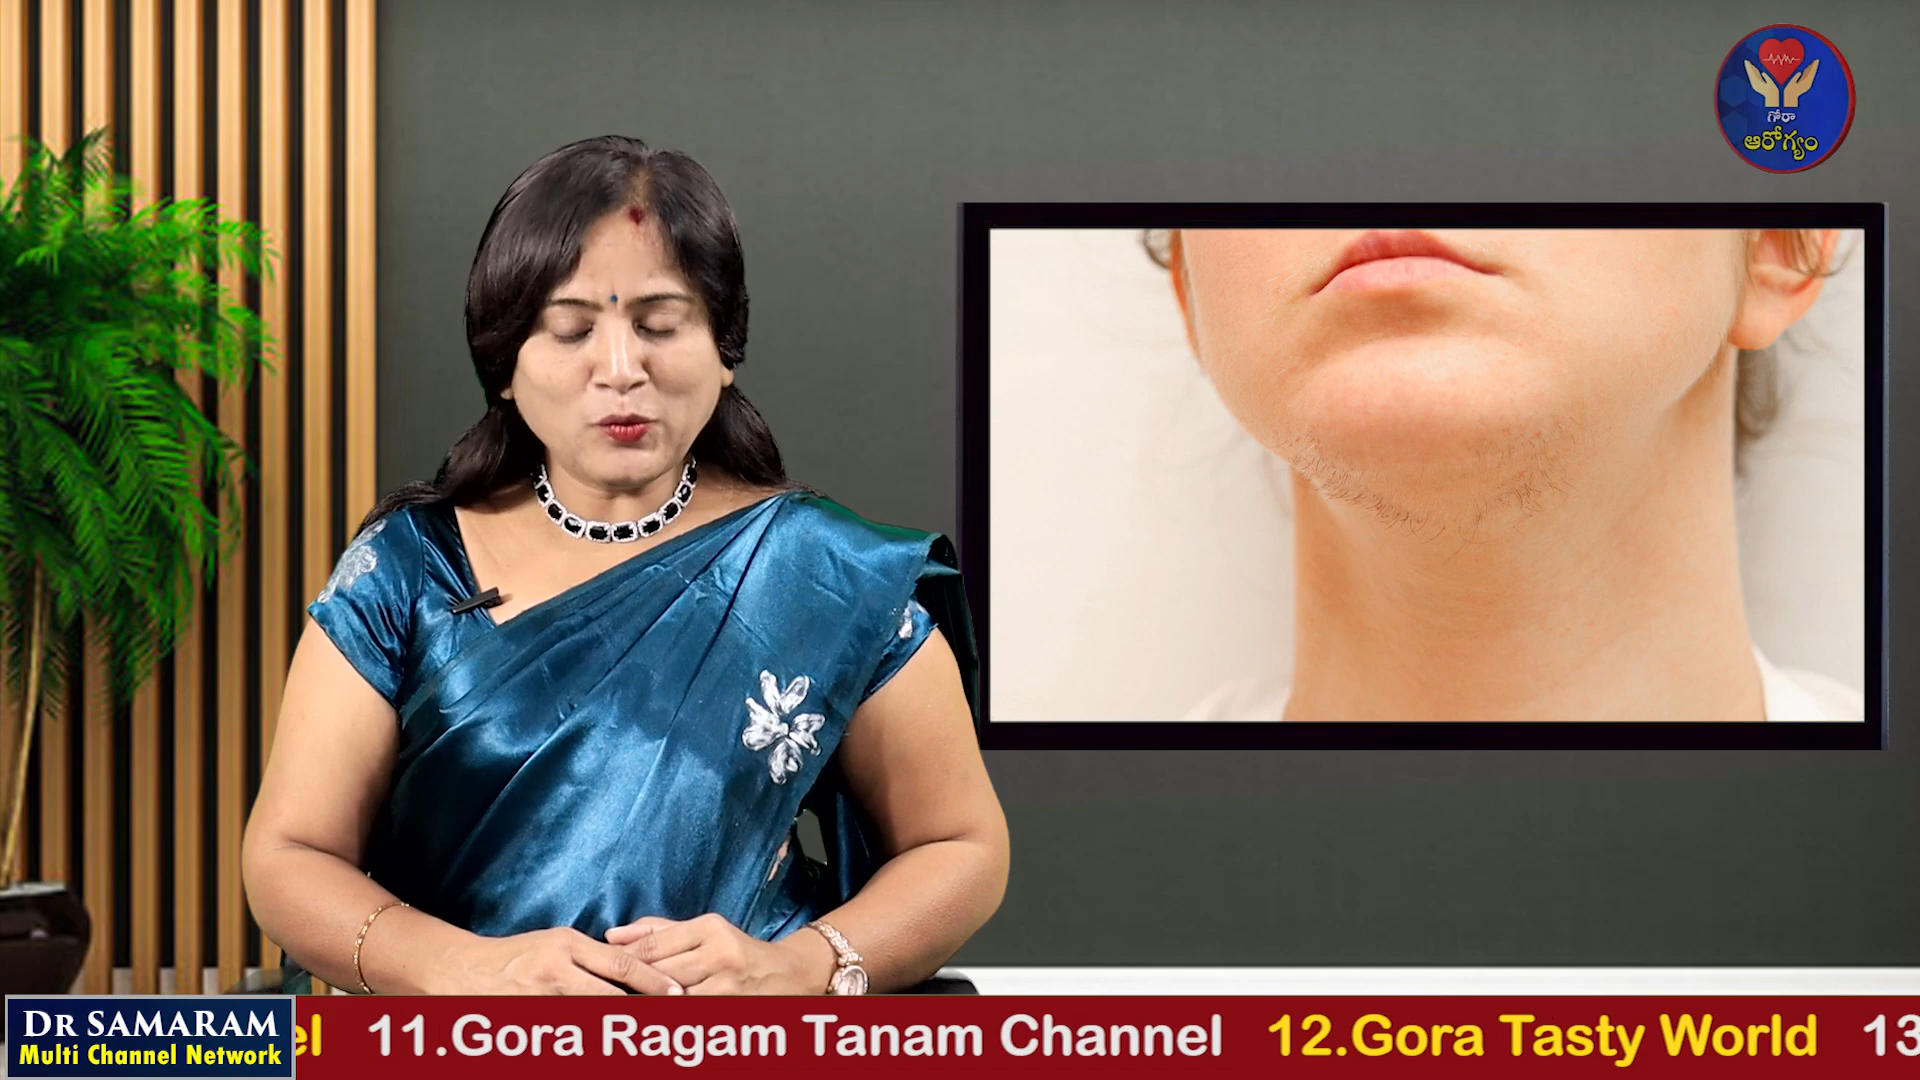 గోరా
ఆరోగ్యం
DR SAMARAM
Multi Channel Network
el 11.Gora Ragam Tanam Channel 12.Gora Tasty World 13